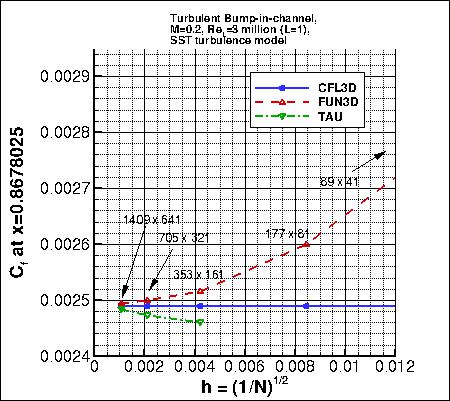 Turbulent Bump-in-channel,
M=0.2, Re_L=3 million (L=1),
SST turbulence model
CFL3D
FUN3D
TAU
C_f at x=0.8678025
0.0029
0.0028
0.0027
0.0026
0.0025
0.0024
89 x 41
177 x 81
1409 x 641
705 x 321
353 x 161
0 0.002 0.004 0.006 0.008 0.01 0.012
h = (1/N)^1/2